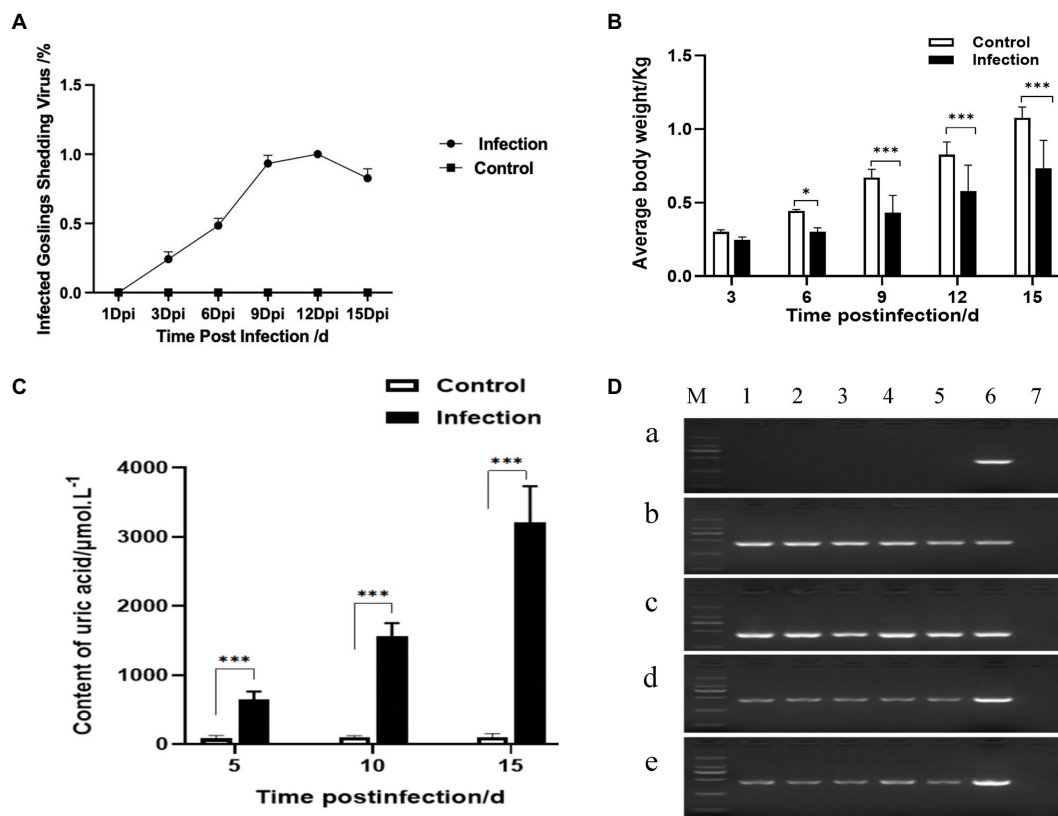 A
Infected Goslings Shedding Virus /%
1.5
1.0
0.5
0.0
1Dpi 3Dpi 6Dpi 9Dpi 12Dpi 15Dpi
Time Post Infection /d
Infection
Control
B
Average body weight/Kg
Control
Infection
1.5
1.0
0.5
0.0
* *** *** ***
3 6 9 12 15
Time postinfection/d
C
Control
Infection
Content of uric acid/μmol.L⁻¹
4000
3000
2000
1000
0
*** *** ***
5 10 15
Time postinfection/d
D
M 1 2 3 4 5 6 7
a
b
c
d
e